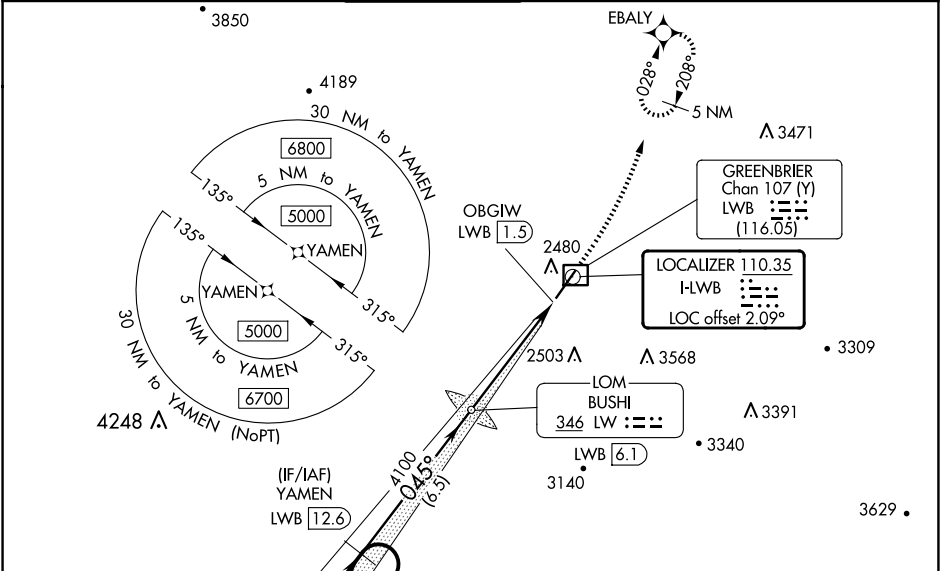 3850
EBALY
028°
208°
5 NM
4189
30 NM to YAMEN
6800
5 NM to YAMEN
5000
135°
YAMEN
315°
3471
GREENBRIER
Chan 107 (Y)
LWB
(116.05)
OBGIW
LWB 1.5
2480
LOCALIZER 110.35
I-LWB
LOC offset 2.09°
135°
YAMEN
5000
5 NM to YAMEN
315°
6700
30 NM to YAMEN (NoPT)
2503
3568
3309
4248
LOM
BUSHI
346 LW
LWB 6.1
3391
3340
3140
4100
045°
(6.5)
(IF/IAF)
YAMEN
LWB 12.6
3629